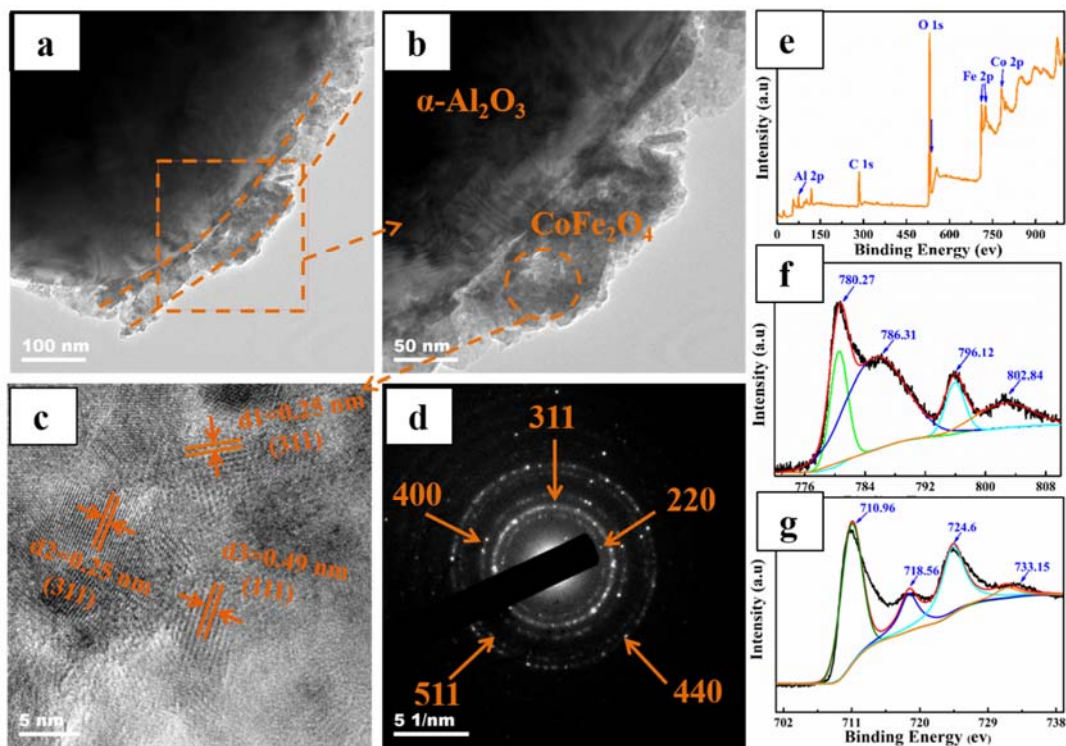 a
100 nm
b
α-Al₂O₃
CoFe₂O₄
50 nm
c
d1=0.25 nm
(311)
d2=0.25 nm
(311)
d3=0.49 nm
(111)
5 nm
d
311
400
220
511
440
5 1/nm
e
O 1s
Co 2p
Fe 2p
C 1s
Al 2p
Intensity (a.u)
0 150 300 450 600 750 900
Binding Energy (ev)
f
780.27
786.31
796.12
802.84
Intensity (a.u)
776 784 792 800 808
g
710.96
724.6
718.56
733.15
Intensity (a.u)
702 711 720 729 738
Binding Energy (ev)